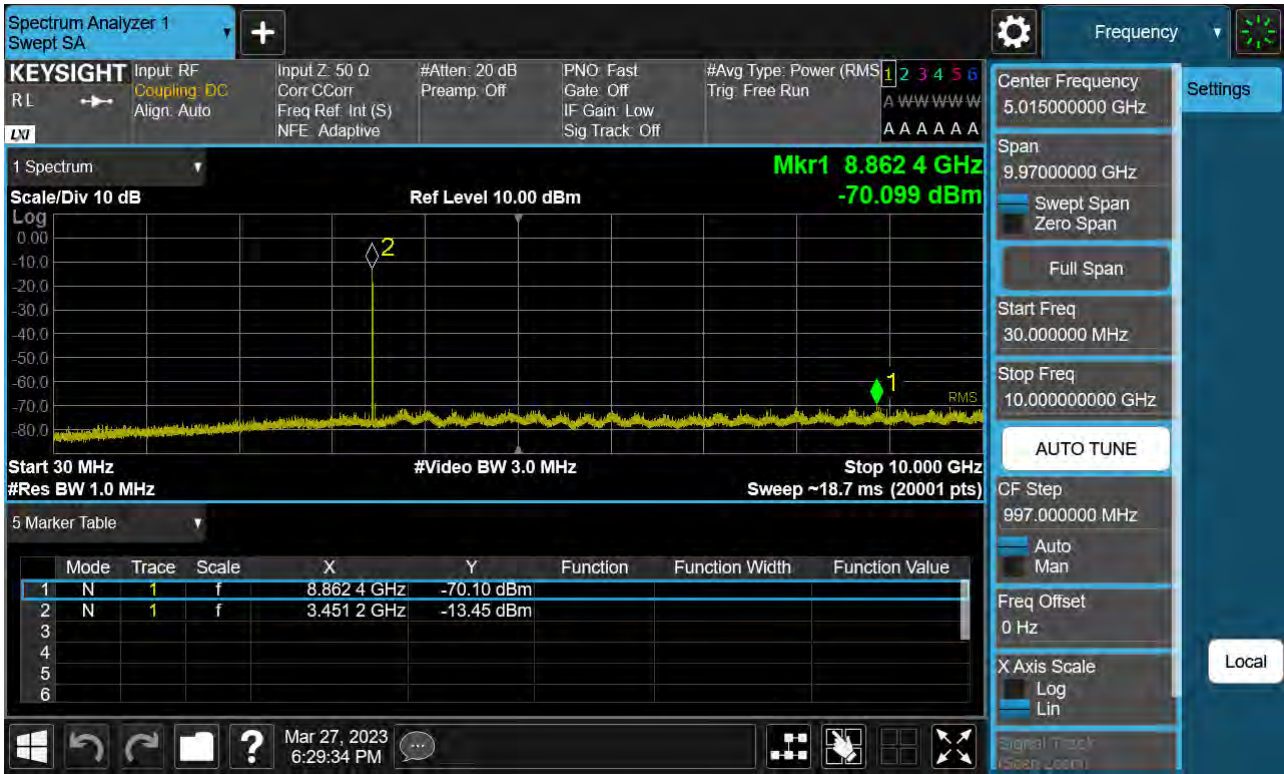 Spectrum Analyzer 1
Swept SA
+
Frequency
KEYSIGHT
RL
LXI
Input: RF
Coupling: DC
Align: Auto
Input Z: 50 Ω
Corr CCorr
Freq Ref: Int (S)
NFE: Adaptive
#Atten: 20 dB
Preamp: Off
PNO: Fast
Gate: Off
IF Gain: Low
Sig Track: Off
#Avg Type: Power (RMS
Trig: Free Run
1 2 3 4 5 6
A W W W W W
A A A A A A
1 Spectrum
Mkr1 8.862 4 GHz
Scale/Div 10 dB
Ref Level 10.00 dBm
-70.099 dBm
Log
0.00
-10.0
-20.0
-30.0
-40.0
-50.0
-60.0
-70.0
-80.0
2
1
RMS
Start 30 MHz
#Video BW 3.0 MHz
Stop 10.000 GHz
#Res BW 1.0 MHz
Sweep ~18.7 ms (20001 pts)
5 Marker Table
Mode Trace Scale X Y Function Function Width Function Value
1 N 1 f 8.862 4 GHz -70.10 dBm
2 N 1 f 3.451 2 GHz -13.45 dBm
3
4
5
6
?
Mar 27, 2023
6:29:34 PM
Center Frequency
5.015000000 GHz
Settings
Span
9.97000000 GHz
Swept Span
Zero Span
Full Span
Start Freq
30.000000 MHz
Stop Freq
10.000000000 GHz
AUTO TUNE
CF Step
997.000000 MHz
Auto
Man
Freq Offset
0 Hz
X Axis Scale
Log
Lin
Local
Signal Track
(Span Zoom)